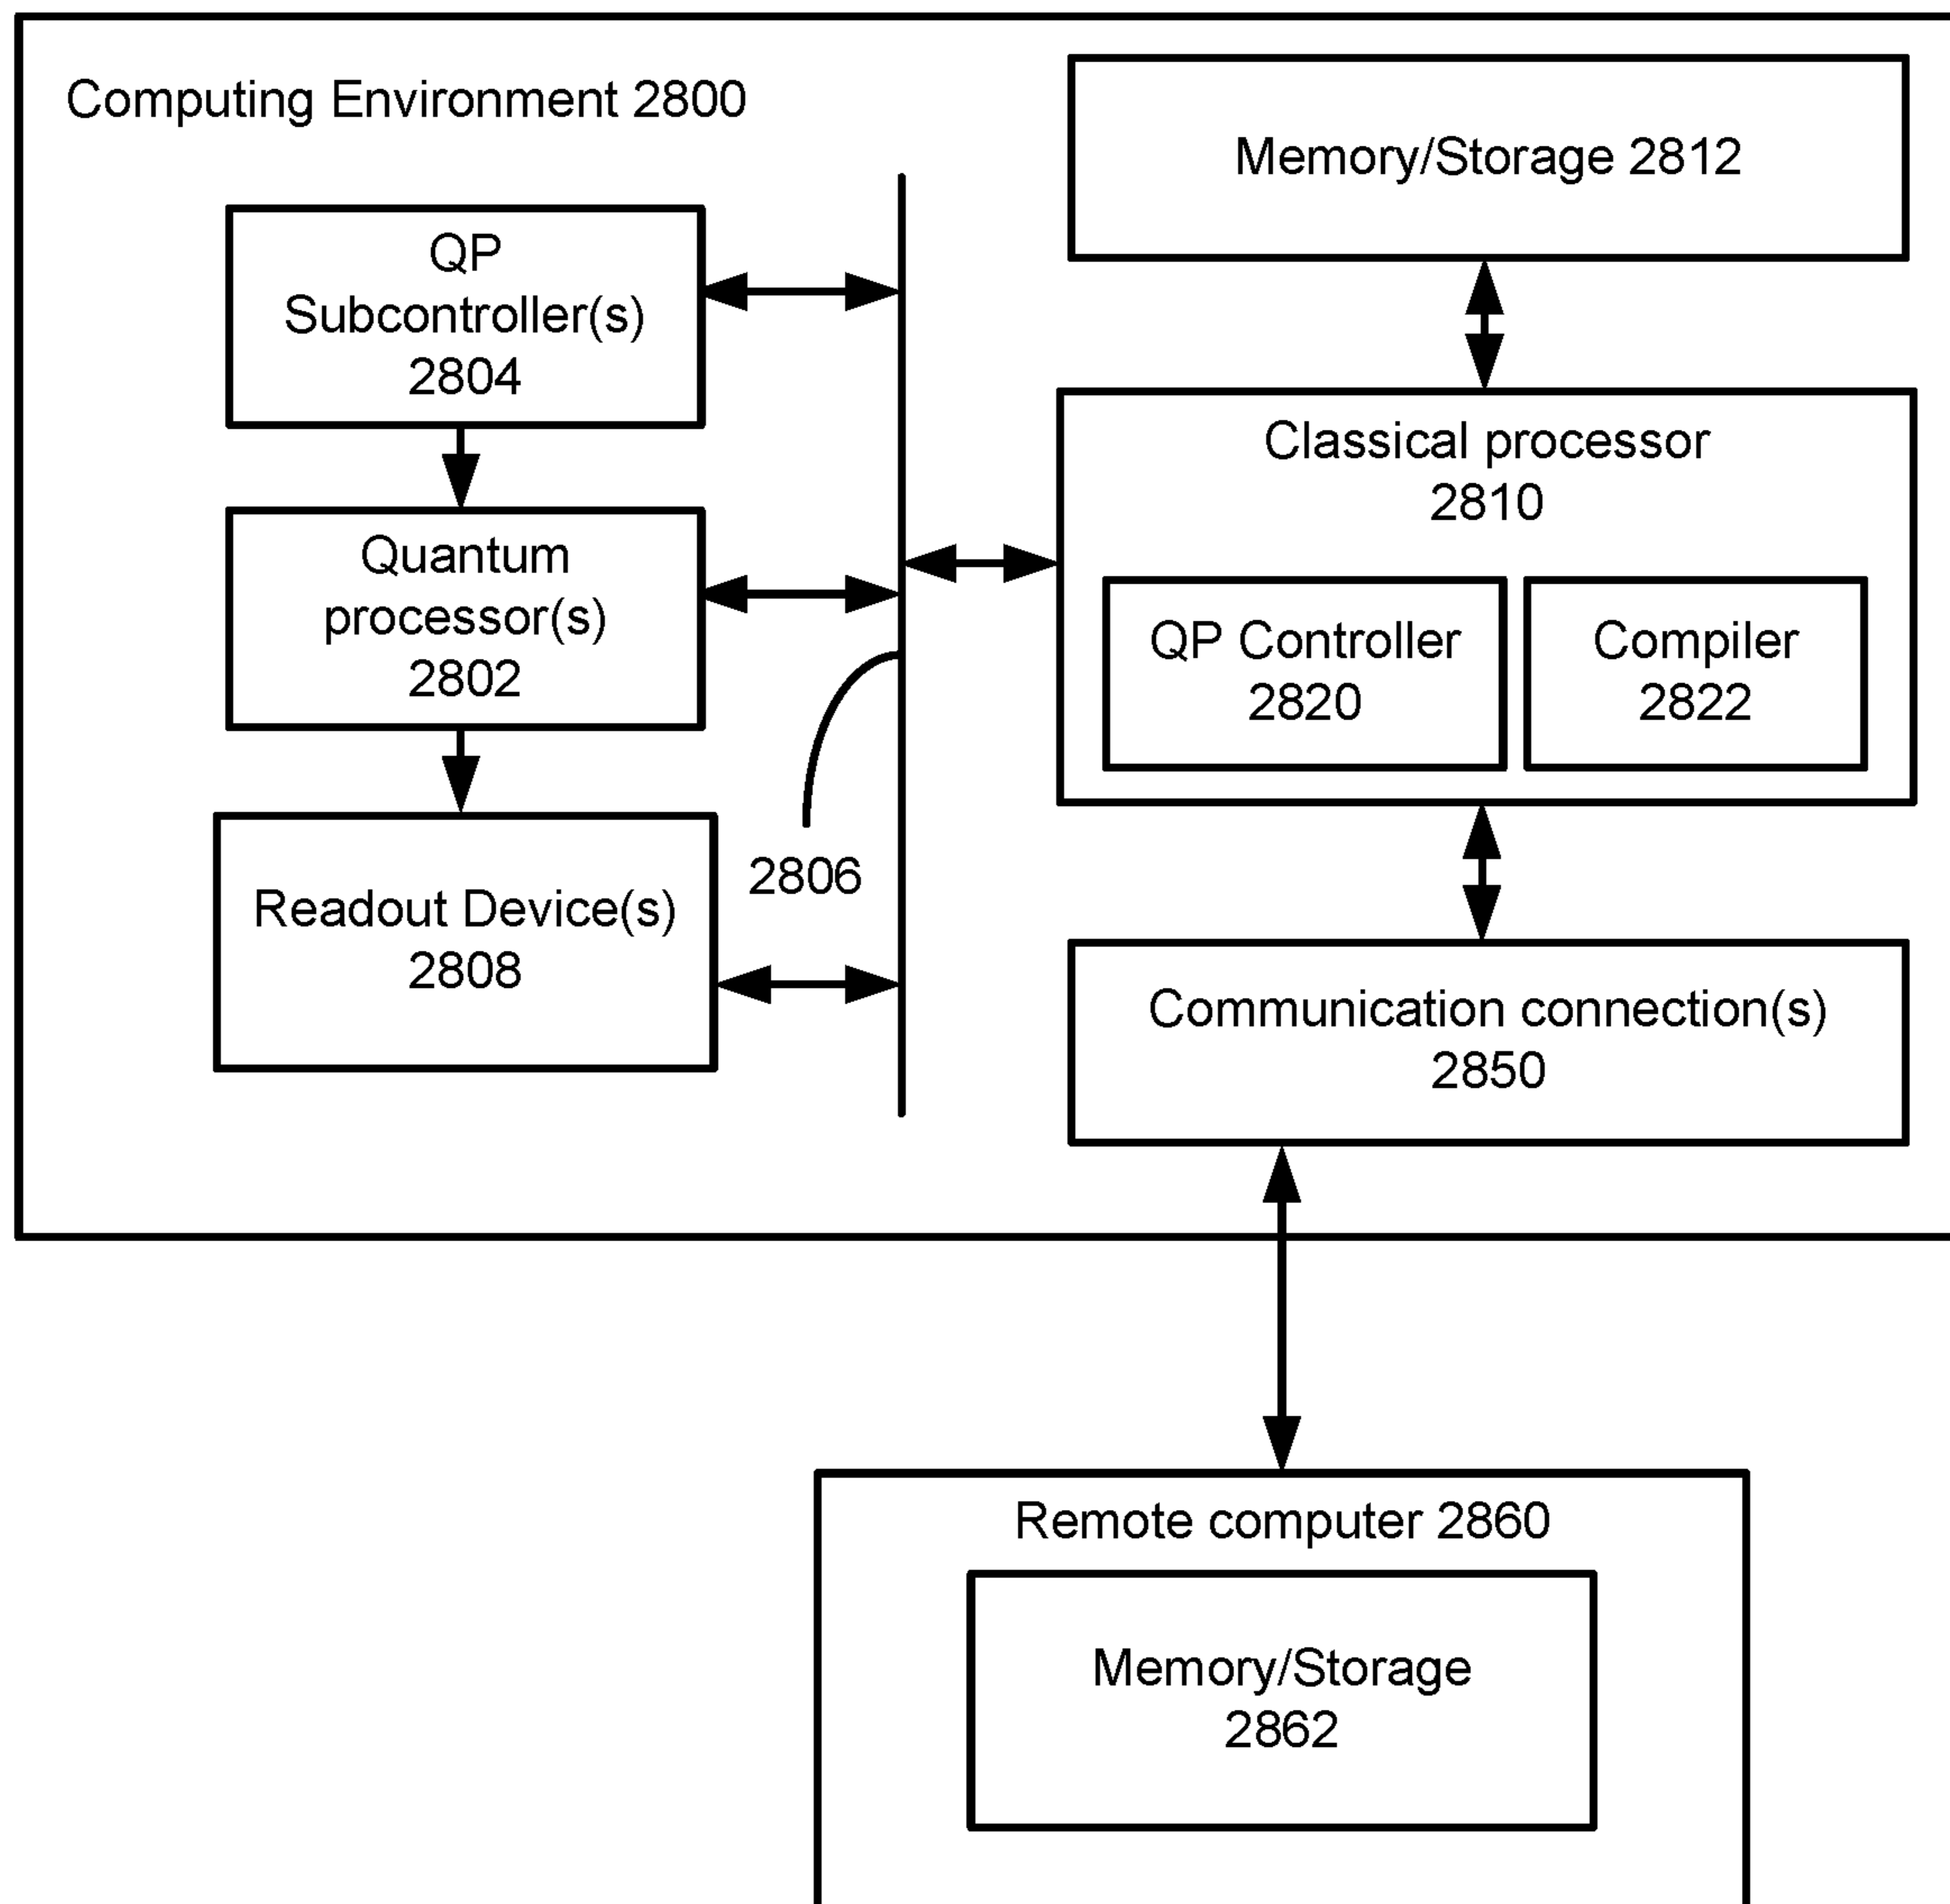 Computing Environment 2800
QP
Subcontroller(s)
2804
Quantum
processor(s)
2802
Readout Device(s)
2808
2806
Memory/Storage 2812
Classical processor
2810
QP Controller
2820
Compiler
2822
Communication connection(s)
2850
Remote computer 2860
Memory/Storage
2862